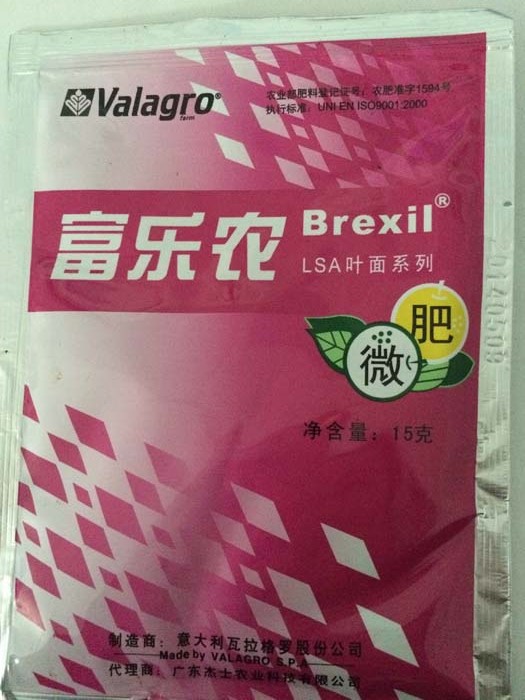 Valagro®
farm
农业部肥料登记证号：农肥准字1594号
执行标准：UNI EN ISO9001:2000
富乐农
Brexil®
LSA叶面系列
肥
微
净含量：15克
20140509
制造商：意大利瓦拉格罗股份公司
Made by VALAGRO S.P.A
代理商：广东杰士农业科技有限公司